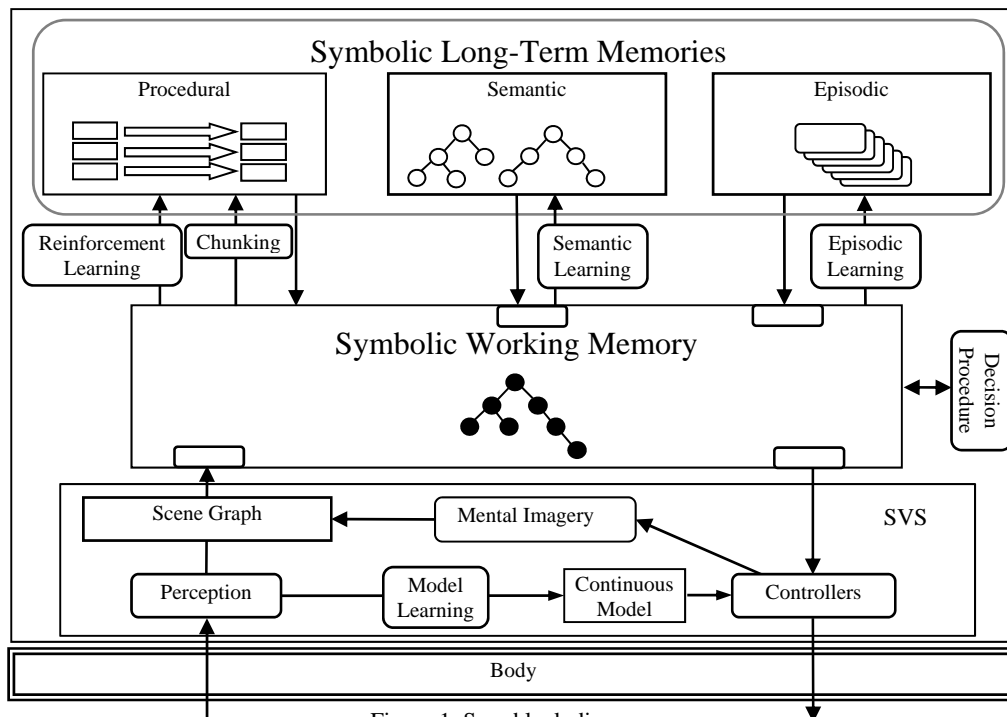 Symbolic Long-Term Memories
Procedural
Semantic
Episodic
Reinforcement
Learning
Chunking
Semantic
Learning
Episodic
Learning
Symbolic Working Memory
Decision
Procedure
Scene Graph
Mental Imagery
SVS
Perception
Model
Learning
Continuous
Model
Controllers
Body